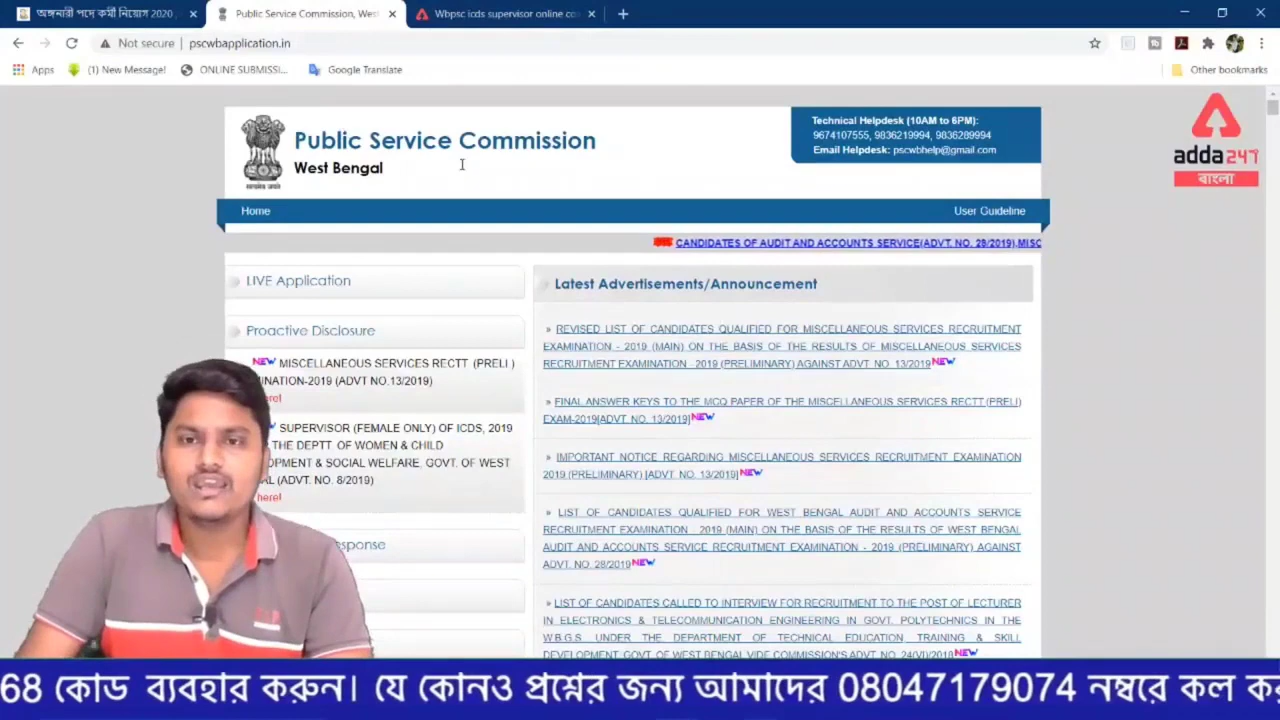 অঙ্গনারী পদে কর্মী নিয়োগ 2020
Public Service Commission, Wes
Wbpsc icds supervisor online co
Not secure | pscwbapplication.in
Apps
(1) New Message!
ONLINE SUBMISSI...
Google Translate
Other bookmarks
Public Service Commission
West Bengal
Technical Helpdesk (10AM to 6PM):
9674107555, 9836219994, 9836289994
Email Helpdesk: pscwbhelp@gmail.com
adda247
বাংলা
Home
User Guideline
CANDIDATES OF AUDIT AND ACCOUNTS SERVICE(ADVT. NO. 28/2019),MISC
LIVE Application
Proactive Disclosure
NEW MISCELLANEOUS SERVICES RECTT (PRELI )
MINATION-2019 (ADVT NO.13/2019)
here!
SUPERVISOR (FEMALE ONLY) OF ICDS, 2019
THE DEPTT OF WOMEN & CHILD
OPMENT & SOCIAL WELFARE, GOVT. OF WEST
AL (ADVT. NO. 8/2019)
here!
esponse
Latest Advertisements/Announcement
» REVISED LIST OF CANDIDATES QUALIFIED FOR MISCELLANEOUS SERVICES RECRUITMENT
EXAMINATION - 2019 (MAIN) ON THE BASIS OF THE RESULTS OF MISCELLANEOUS SERVICES
RECRUITMENT EXAMINATION - 2019 (PRELIMINARY) AGAINST ADVT. NO. 13/2019 NEW
» FINAL ANSWER KEYS TO THE MCQ PAPER OF THE MISCELLANEOUS SERVICES RECTT (PRELI)
EXAM-2019[ADVT. NO. 13/2019] NEW
» IMPORTANT NOTICE REGARDING MISCELLANEOUS SERVICES RECRUITMENT EXAMINATION
2019 (PRELIMINARY) [ADVT. NO. 13/2019] NEW
» LIST OF CANDIDATES QUALIFIED FOR WEST BENGAL AUDIT AND ACCOUNTS SERVICE
RECRUITMENT EXAMINATION - 2019 (MAIN) ON THE BASIS OF THE RESULTS OF WEST BENGAL
AUDIT AND ACCOUNTS SERVICE RECRUITMENT EXAMINATION - 2019 (PRELIMINARY) AGAINST
ADVT. NO. 28/2019 NEW
» LIST OF CANDIDATES CALLED TO INTERVIEW FOR RECRUITMENT TO THE POST OF LECTURER
IN ELECTRONICS & TELECOMMUNICATION ENGINEERING IN GOVT. POLYTECHNICS IN THE
W.B.G.S. UNDER THE DEPARTMENT OF TECHNICAL EDUCATION, TRAINING & SKILL
DEVELOPMENT, GOVT. OF WEST BENGAL VIDE COMMISSION'S ADVT. NO. 24(VI)/2018 NEW
68 কোড ব্যবহার করুন। যে কোনও প্রশ্নের জন্য আমাদের 08047179074 নম্বরে কল কর